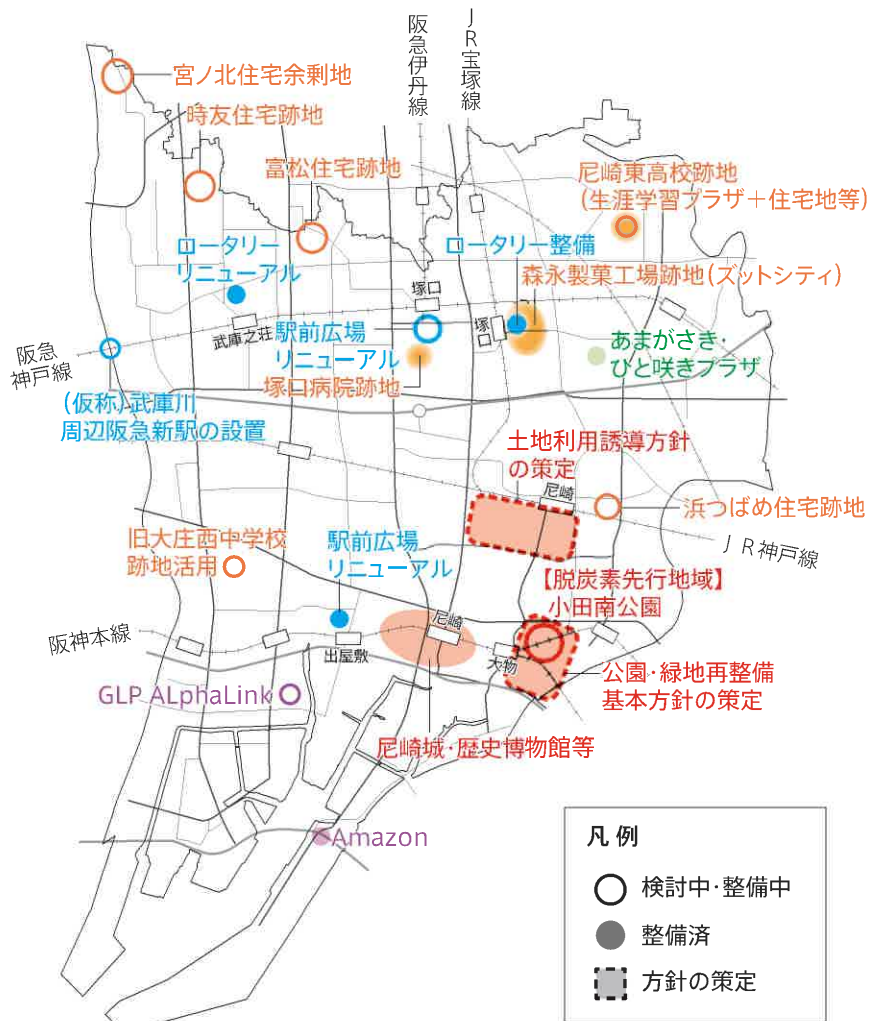 阪急伊丹線
JR宝塚線
宮ノ北住宅余剰地
時友住宅跡地
富松住宅跡地
尼崎東高校跡地
(生涯学習プラザ+住宅地等)
ロータリー
リニューアル
ロータリー整備
森永製菓工場跡地(ズットシティ)
塚口
武庫之荘
塚口
駅前広場
リニューアル
塚口病院跡地
あまがさき・
ひと咲きプラザ
阪急
神戸線
(仮称)武庫川
周辺阪急新駅の設置
土地利用誘導方針
の策定
尼崎
浜つばめ住宅跡地
JR神戸線
旧大庄西中学校
跡地活用
駅前広場
リニューアル
【脱炭素先行地域】
小田南公園
阪神本線
尼崎
出屋敷
大物
公園・緑地再整備
基本方針の策定
GLP ALphaLink
尼崎城・歴史博物館等
Amazon
凡例
検討中・整備中
整備済
方針の策定